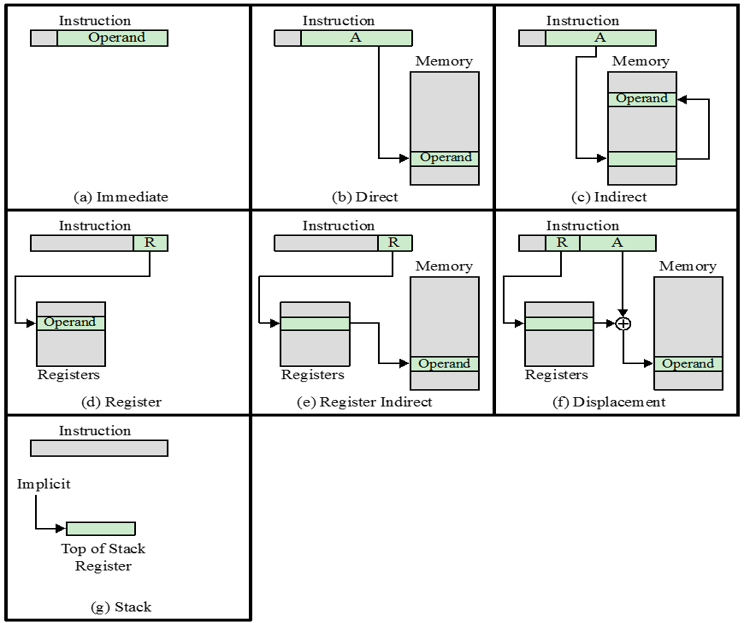 Instruction
Operand
(a) Immediate
Instruction
A
Memory
Operand
(b) Direct
Instruction
A
Memory
Operand
(c) Indirect
Instruction
R
Operand
Registers
(d) Register
Instruction
R
Memory
Operand
Registers
(e) Register Indirect
Instruction
R A
Memory
Operand
Registers
(f) Displacement
Instruction
Implicit
Top of Stack
Register
(g) Stack